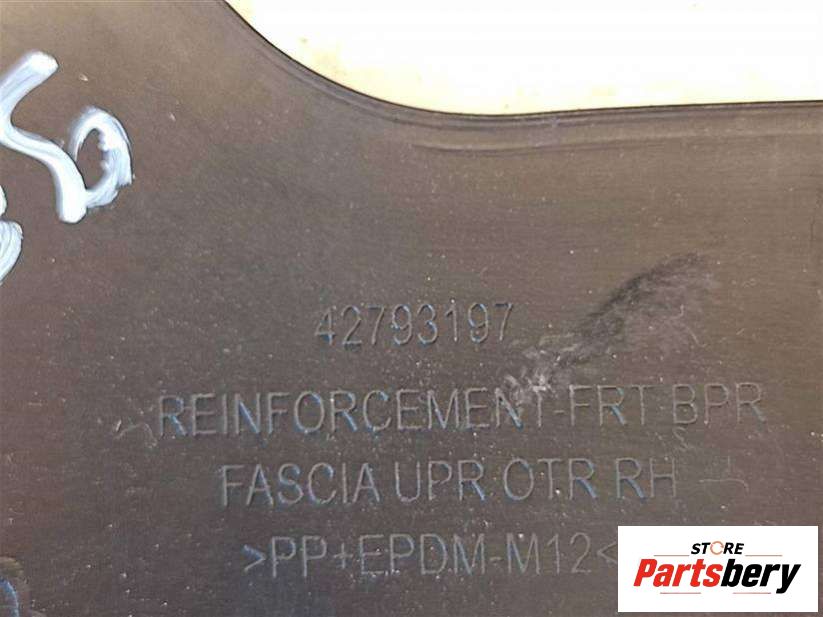 42793197
REINFORCEMENT-FRT BPR
FASCIA UPR OTR RH
>PP+EPDM-M12<
STORE
Partsbery